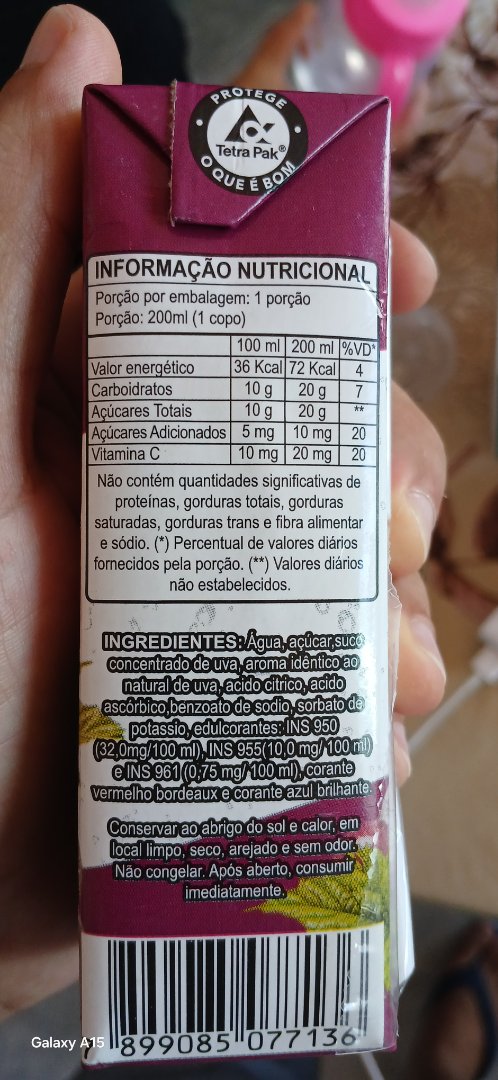 PROTEGE
Tetra Pak®
O QUE É BOM
INFORMAÇÃO NUTRICIONAL
Porção por embalagem: 1 porção
Porção: 200ml (1 copo)
100 ml 200 ml %VD*
Valor energético 36 Kcal 72 Kcal 4
Carboidratos 10 g 20 g 7
Açúcares Totais 10 g 20 g **
Açúcares Adicionados 5 mg 10 mg 20
Vitamina C 10 mg 20 mg 20
Não contém quantidades significativas de
proteínas, gorduras totais, gorduras
saturadas, gorduras trans e fibra alimentar
e sódio. (*) Percentual de valores diários
fornecidos pela porção. (**) Valores diários
não estabelecidos.
INGREDIENTES: Água, açúcar,suco
concentrado de uva, aroma idêntico ao
natural de uva, acido citrico, acido
ascórbico,benzoato de sodio, sorbato de
potassio, edulcorantes: INS 950
(32,0mg/100 ml), INS 955(10,0 mg/ 100 ml)
e INS 961 (0,75 mg/ 100 ml), corante
vermelho bordeaux e corante azul brilhante.
Conservar ao abrigo do sol e calor, em
local limpo, seco, arejado e sem odor.
Não congelar. Após aberto, consumir
imediatamente.
7 899085 077136
Galaxy A15